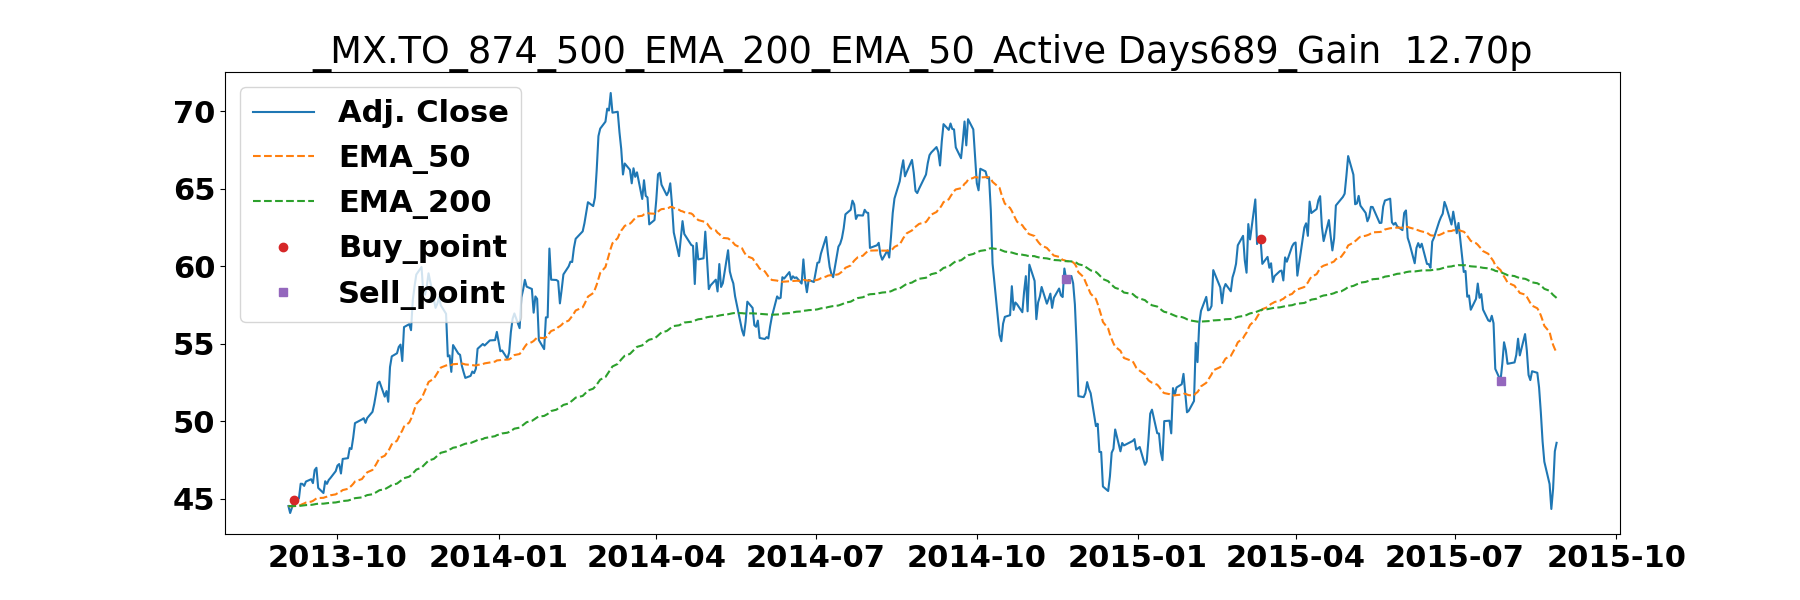 _MX.TO_874_500_EMA_200_EMA_50_Active Days689_Gain  12.70p
70
65
60
55
50
45
Adj. Close
EMA_50
EMA_200
Buy_point
Sell_point
2013-10 2014-01 2014-04 2014-07 2014-10 2015-01 2015-04 2015-07 2015-10